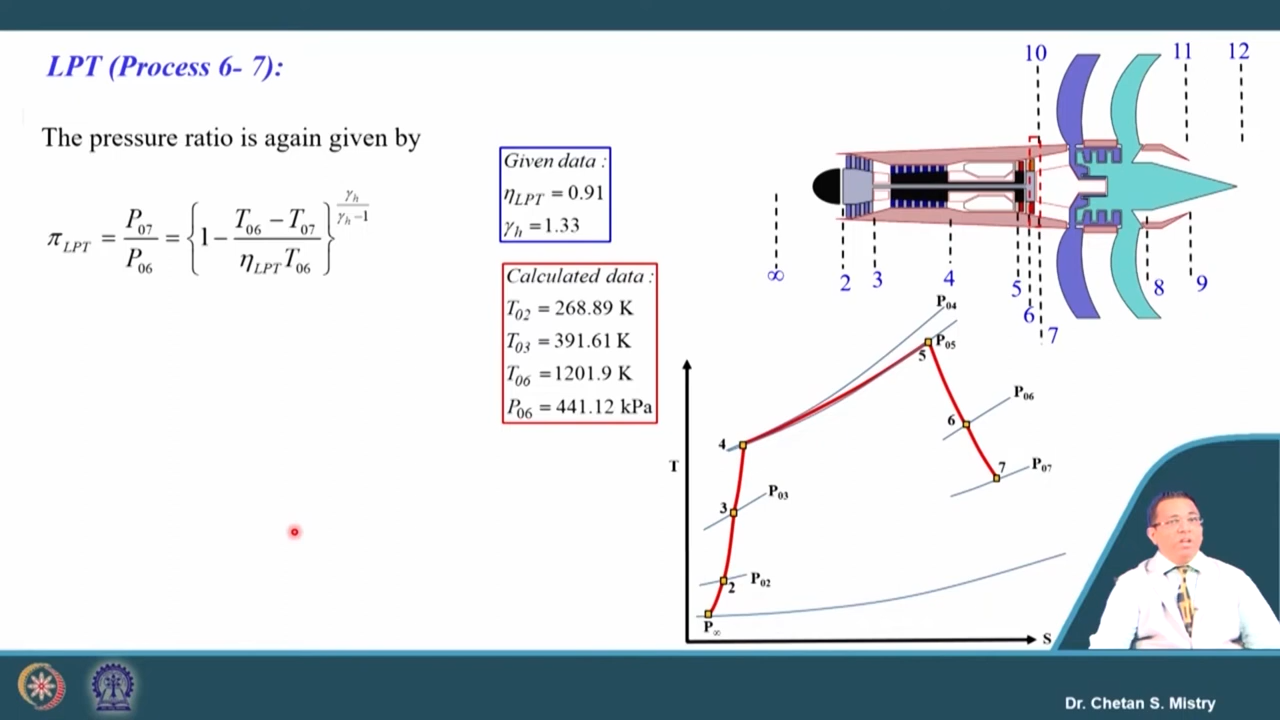 LPT (Process 6- 7):
The pressure ratio is again given by
π_LPT = P₀₇/P₀₆ = {1 − (T₀₆ − T₀₇)/(η_LPT T₀₆)}^(γ_h/(γ_h −1))
Given data :
η_LPT = 0.91
γ_h = 1.33
Calculated data :
T₀₂ = 268.89 K
T₀₃ = 391.61 K
T₀₆ = 1201.9 K
P₀₆ = 441.12 kPa
10 11 12
∞ 2 3 4 5 6 7 8 9
P₀₄
P₀₅
5
P₀₆
6
4
7 P₀₇
T
P₀₃
3
P₀₂
2
P∞
S
Dr. Chetan S. Mistry